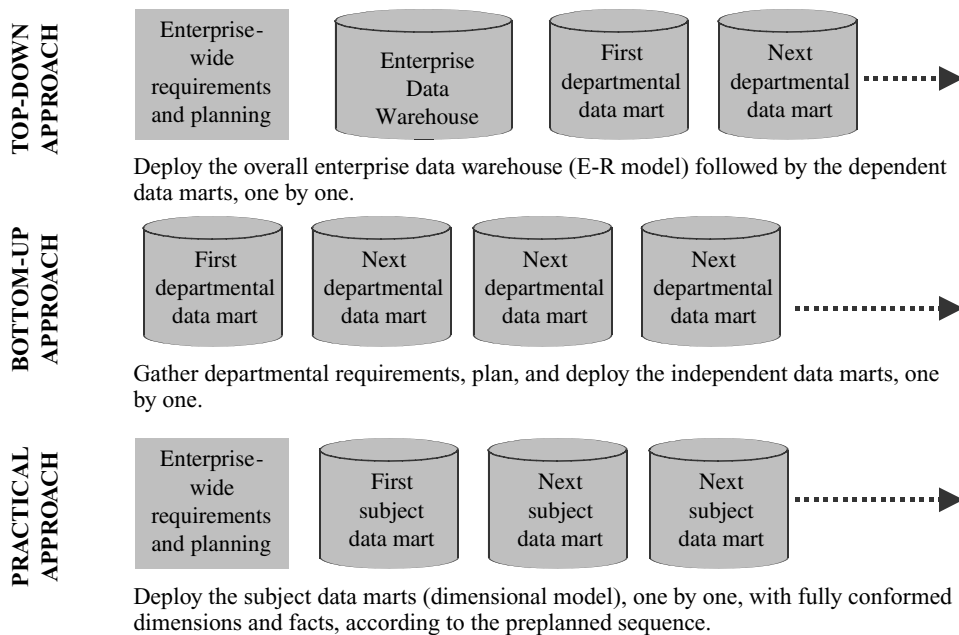 TOP-DOWN
APPROACH
Enterprise-
wide
requirements
and planning
Enterprise
Data
Warehouse
First
departmental
data mart
Next
departmental
data mart
Deploy the overall enterprise data warehouse (E-R model) followed by the dependent
data marts, one by one.
BOTTOM-UP
APPROACH
First
departmental
data mart
Next
departmental
data mart
Next
departmental
data mart
Next
departmental
data mart
Gather departmental requirements, plan, and deploy the independent data marts, one
by one.
PRACTICAL
APPROACH
Enterprise-
wide
requirements
and planning
First
subject
data mart
Next
subject
data mart
Next
subject
data mart
Deploy the subject data marts (dimensional model), one by one, with fully conformed
dimensions and facts, according to the preplanned sequence.